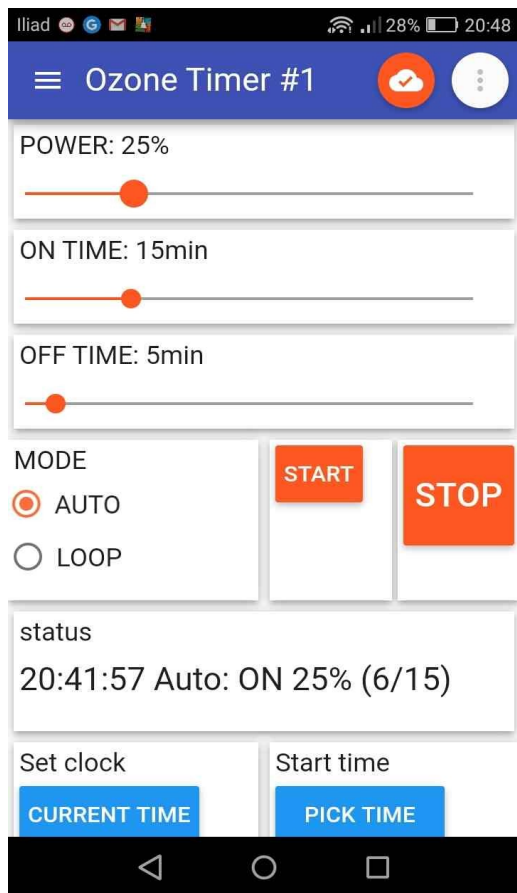 Iliad 28% 20:48
Ozone Timer #1
POWER: 25%
ON TIME: 15min
OFF TIME: 5min
MODE
AUTO
LOOP
START
STOP
status
20:41:57 Auto: ON 25% (6/15)
Set clock
CURRENT TIME
Start time
PICK TIME